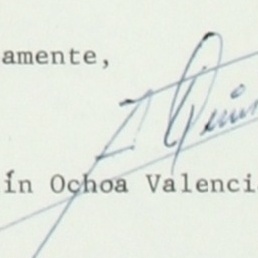 amente,
ín Ochoa Valenci